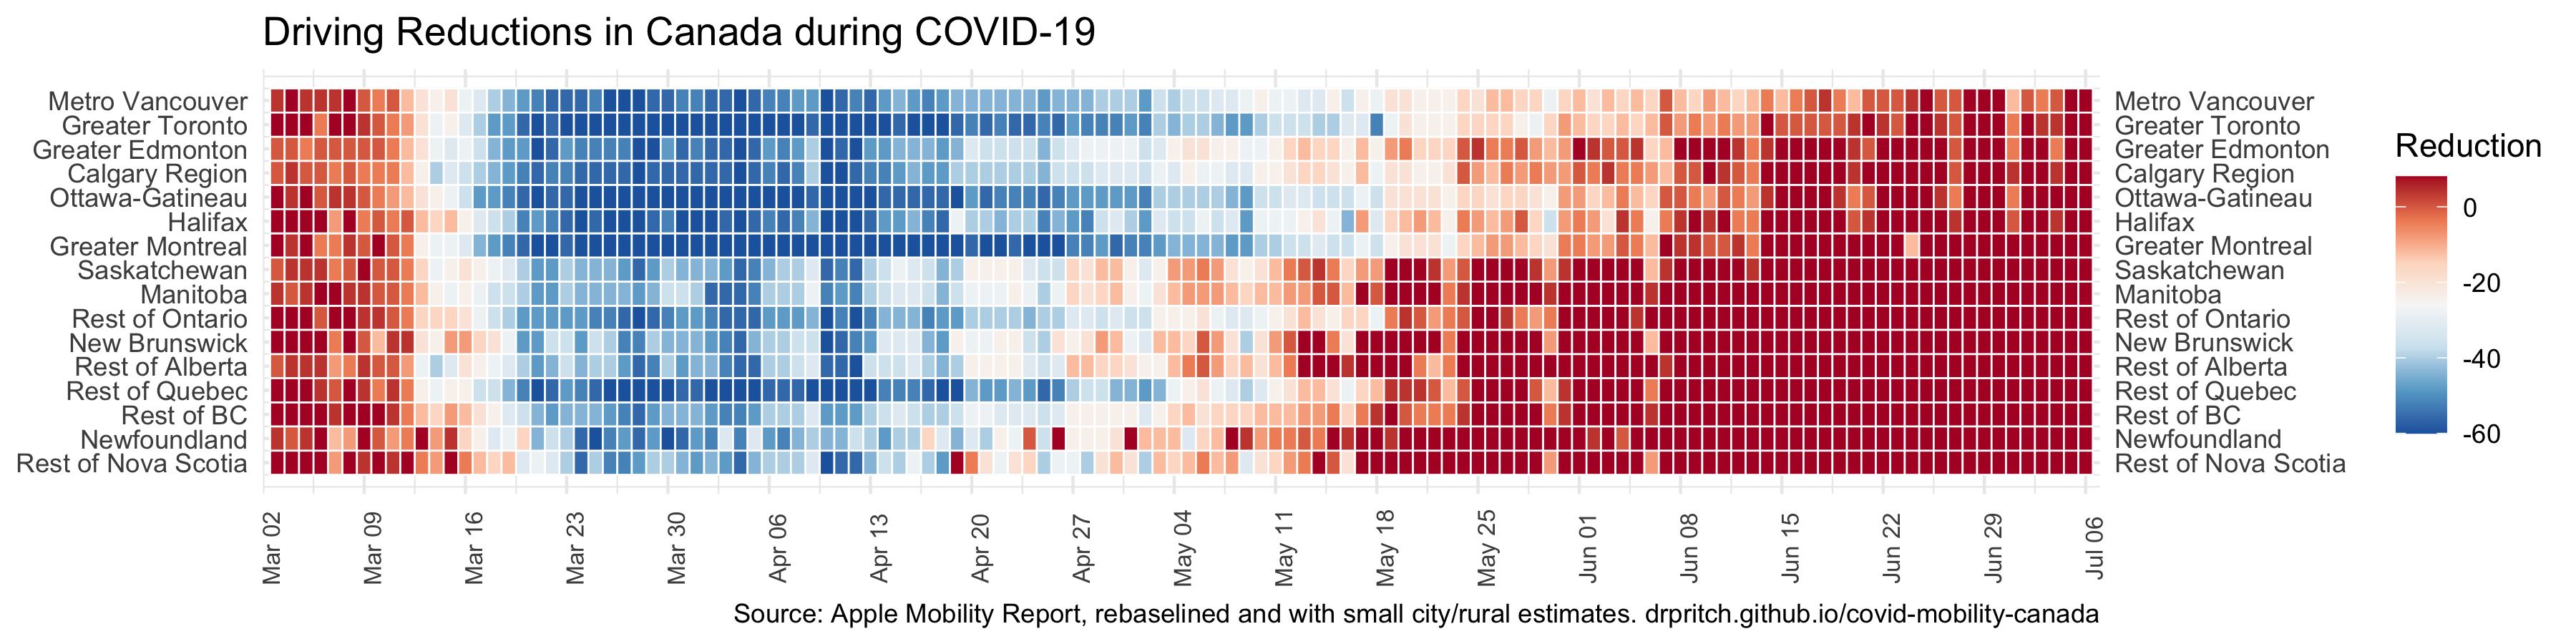 Driving Reductions in Canada during COVID-19
Metro Vancouver
Greater Toronto
Greater Edmonton
Calgary Region
Ottawa-Gatineau
Halifax
Greater Montreal
Saskatchewan
Manitoba
Rest of Ontario
New Brunswick
Rest of Alberta
Rest of Quebec
Rest of BC
Newfoundland
Rest of Nova Scotia
Metro Vancouver
Greater Toronto
Greater Edmonton
Calgary Region
Ottawa-Gatineau
Halifax
Greater Montreal
Saskatchewan
Manitoba
Rest of Ontario
New Brunswick
Rest of Alberta
Rest of Quebec
Rest of BC
Newfoundland
Rest of Nova Scotia
Reduction
0
-20
-40
-60
Mar 02
Mar 09
Mar 16
Mar 23
Mar 30
Apr 06
Apr 13
Apr 20
Apr 27
May 04
May 11
May 18
May 25
Jun 01
Jun 08
Jun 15
Jun 22
Jun 29
Jul 06
Source: Apple Mobility Report, rebaselined and with small city/rural estimates. drpritch.github.io/covid-mobility-canada